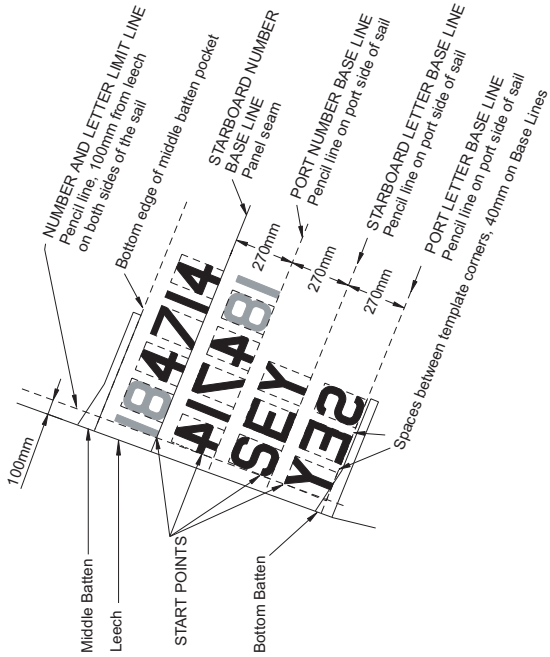 NUMBER AND LETTER LIMIT LINE
Pencil line, 100mm from leech
on both sides of the sail
Bottom edge of middle batten pocket
STARBOARD NUMBER
BASE LINE
Panel seam
PORT NUMBER BASE LINE
Pencil line on port side of sail
STARBOARD LETTER BASE LINE
Pencil line on port side of sail
PORT LETTER BASE LINE
Pencil line on port side of sail
Spaces between template corners, 40mm on Base Lines
270mm
270mm
270mm
100mm
184714
417481
SEY
YES
Middle Batten
Leech
START POINTS
Bottom Batten